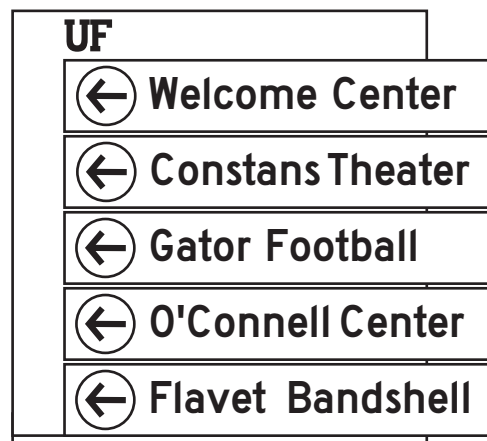 UF
Welcome Center
Constans Theater
Gator Football
O'Connell Center
Flavet Bandshell